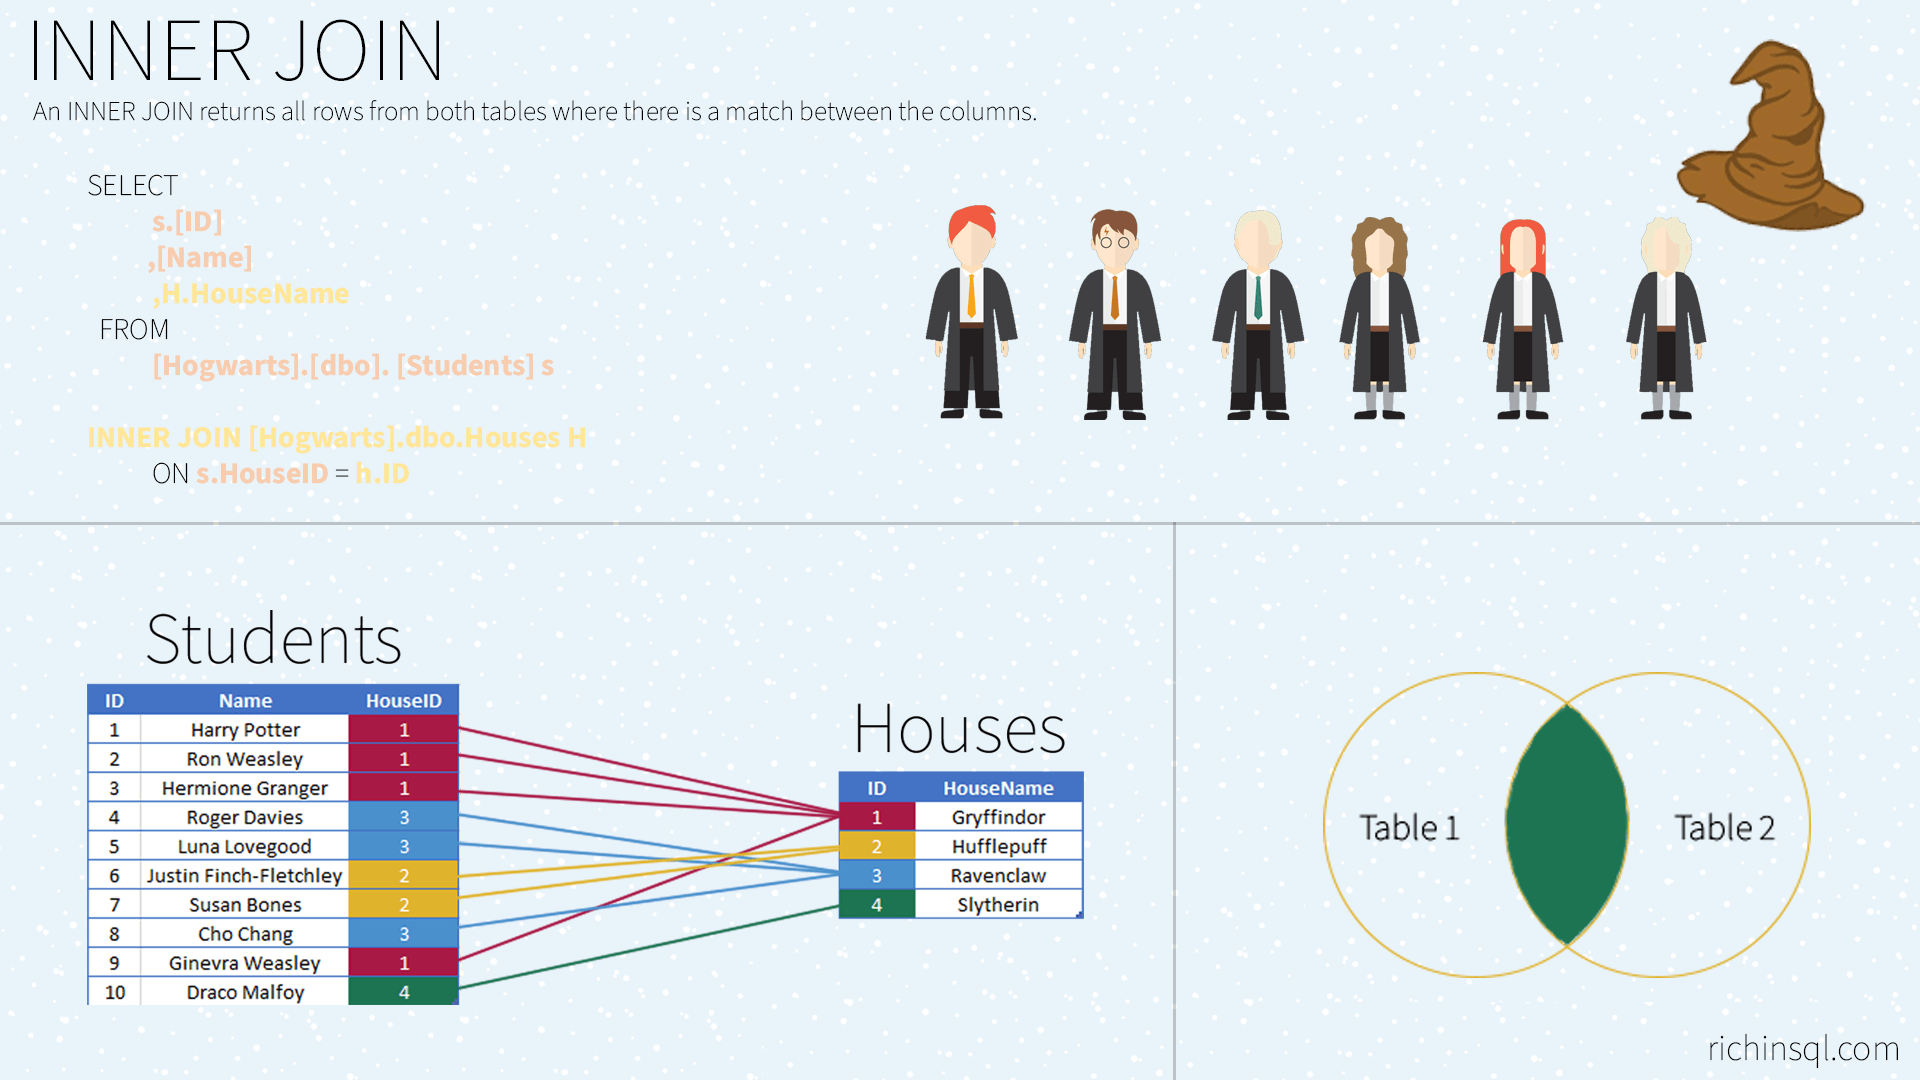 INNER JOIN
An INNER JOIN returns all rows from both tables where there is a match between the columns.
SELECT
s.[ID]
,[Name]
,H.HouseName
FROM
[Hogwarts].[dbo]. [Students] s
INNER JOIN [Hogwarts].dbo.Houses H
ON s.HouseID = h.ID
Students
ID Name HouseID
1 Harry Potter 1
2 Ron Weasley 1
3 Hermione Granger 1
4 Roger Davies 3
5 Luna Lovegood 3
6 Justin Finch-Fletchley 2
7 Susan Bones 2
8 Cho Chang 3
9 Ginevra Weasley 1
10 Draco Malfoy 4
Houses
ID HouseName
1 Gryffindor
2 Hufflepuff
3 Ravenclaw
4 Slytherin
Table 1
Table 2
richinsql.com